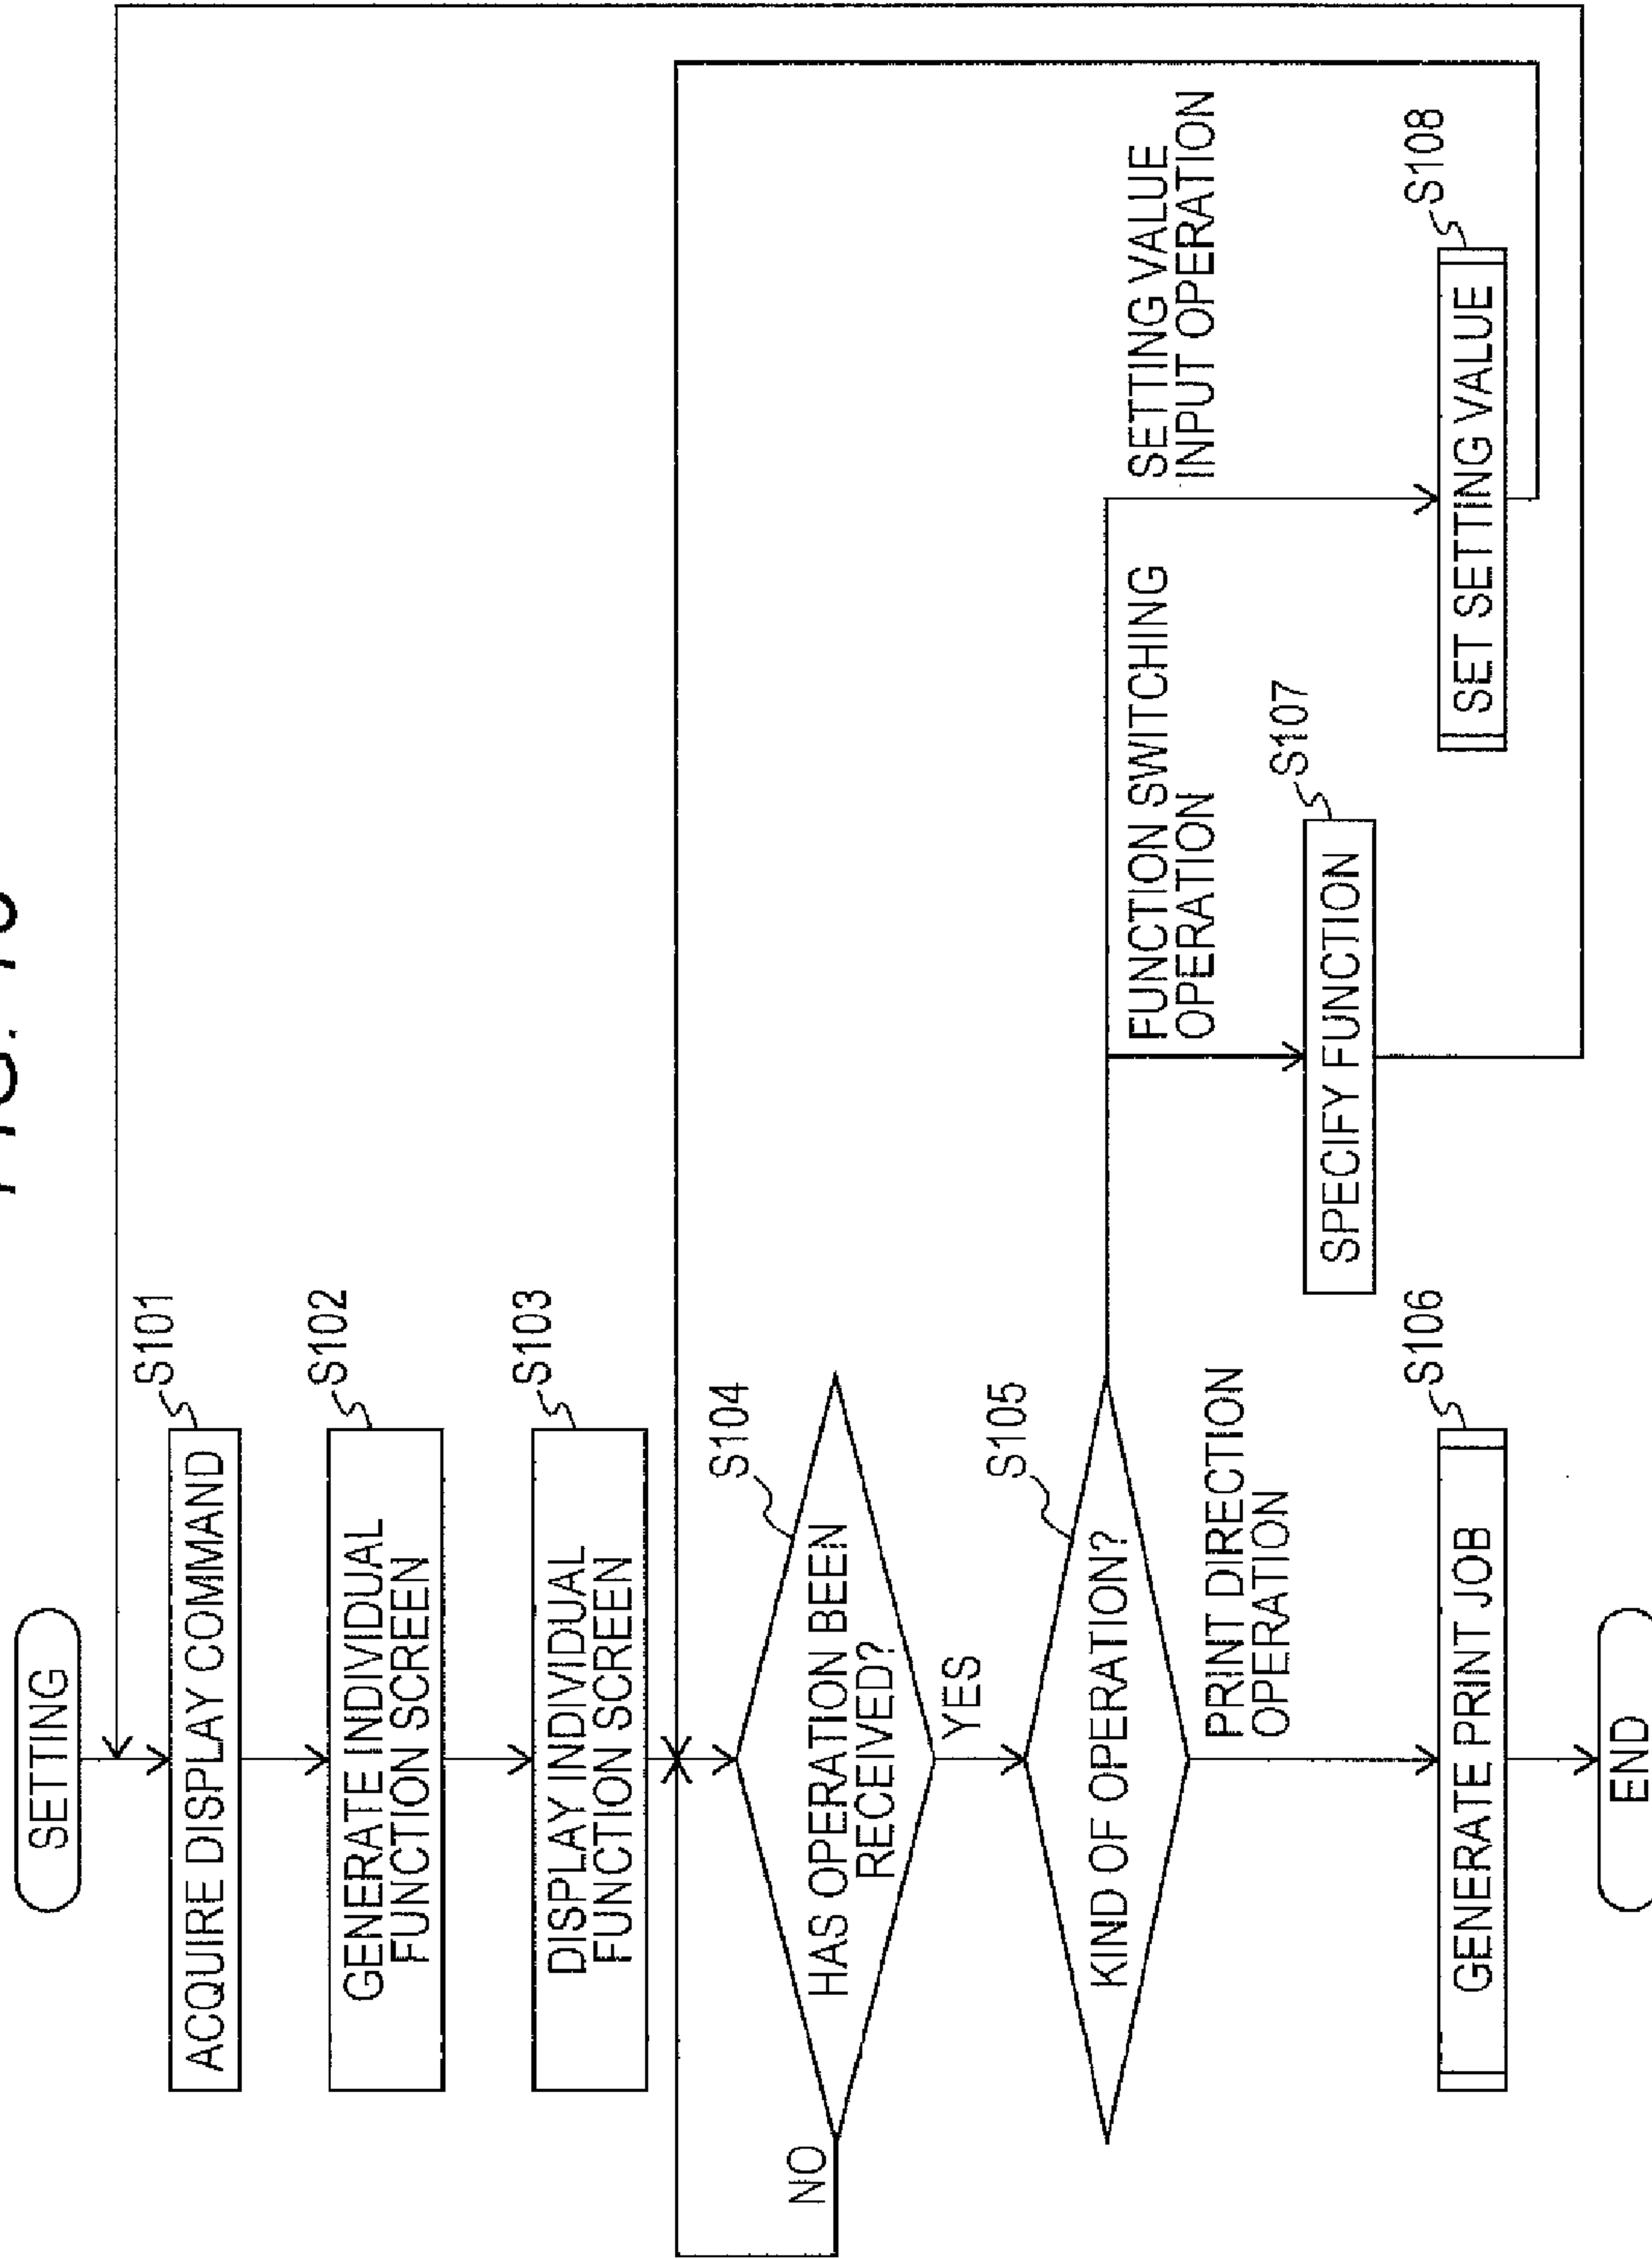 SETTING
ACQUIRE DISPLAY COMMAND
S101
GENERATE INDIVIDUAL
FUNCTION SCREEN
S102
DISPLAY INDIVIDUAL
FUNCTION SCREEN
S103
HAS OPERATION BEEN
RECEIVED?
S104
NO
YES
KIND OF OPERATION?
S105
PRINT DIRECTION
OPERATION
FUNCTION SWITCHING
OPERATION
SETTING VALUE
INPUT OPERATION
SPECIFY FUNCTION
S107
GENERATE PRINT JOB
S106
SET SETTING VALUE
S108
END